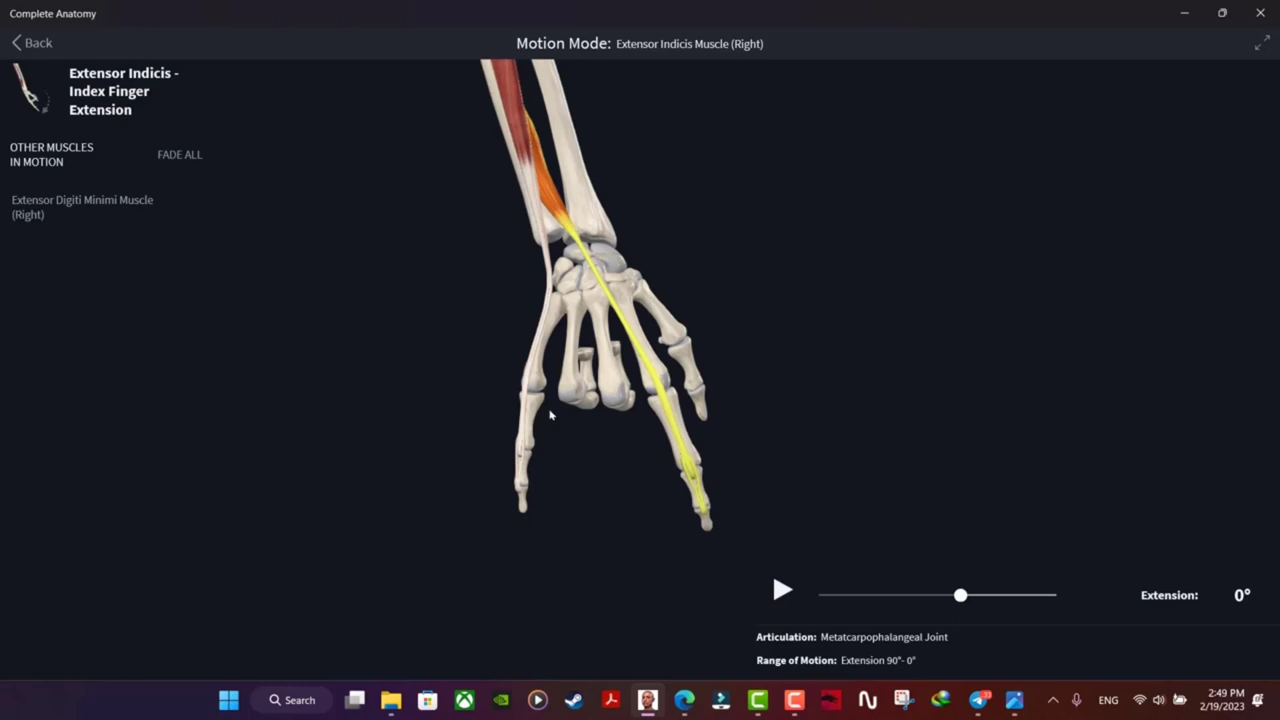 Complete Anatomy
Back
Motion Mode: Extensor Indicis Muscle (Right)
Extensor Indicis -
Index Finger
Extension
OTHER MUSCLES
IN MOTION
FADE ALL
Extensor Digiti Minimi Muscle
(Right)
Extension: 0°
Articulation: Metatcarpophalangeal Joint
Range of Motion: Extension 90°- 0°
Search
ENG
2:49 PM
2/19/2023